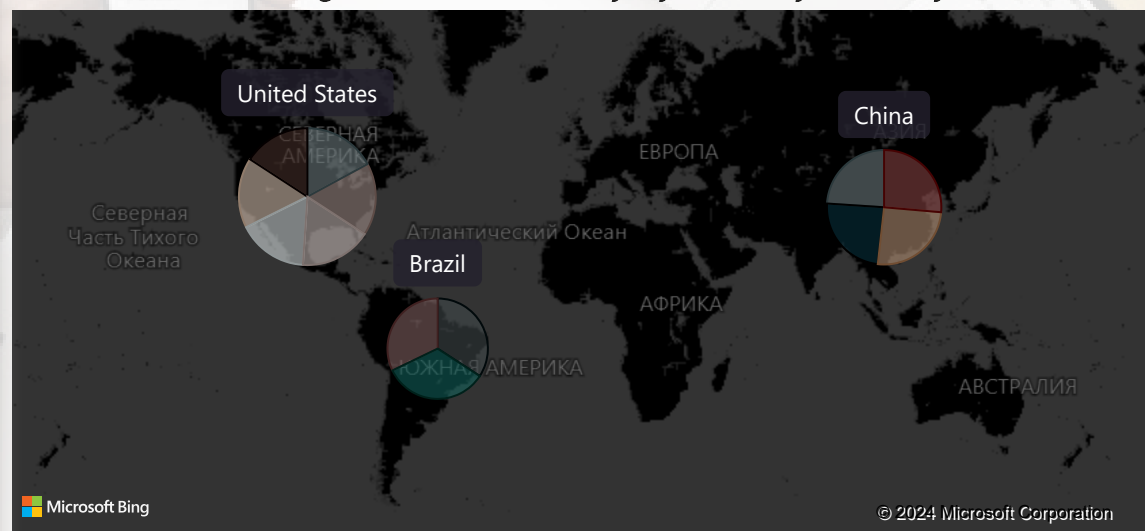 United States
China
СЕВЕРНАЯ
АМЕРИКА
АЗИЯ
ЕВРОПА
Северная
Часть Тихого
Океана
Атлантический Океан
Brazil
АФРИКА
ЮЖНАЯ АМЕРИКА
АВСТРАЛИЯ
Microsoft Bing
© 2024 Microsoft Corporation